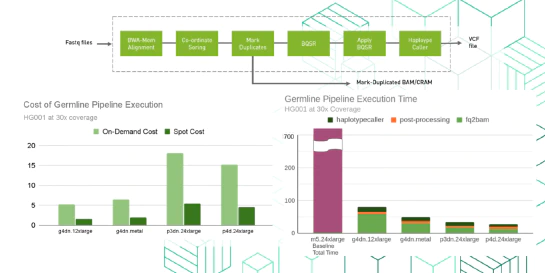 Fastq files
BWA-Mem
Alignment
Co-ordinate
Sorting
Mark
Duplicates
BQSR
Apply
BQSR
Haplotype
Caller
VCF
file
Mark-Duplicated BAM/CRAM
Cost of Germline Pipeline Execution
HG001 at 30x coverage
On-Demand Cost
Spot Cost
20
15
10
5
0
g4dn.12xlarge
g4dn.metal
p3dn.24xlarge
p4d.24xlarge
Germline Pipeline Execution Time
HG001 at 30x Coverage
haplotypecaller
post-processing
fq2bam
700
200
100
0
m5.24xlarge
Baseline
Total Time
g4dn.12xlarge
g4dn.metal
p3dn.24xlarge
p4d.24xlarge